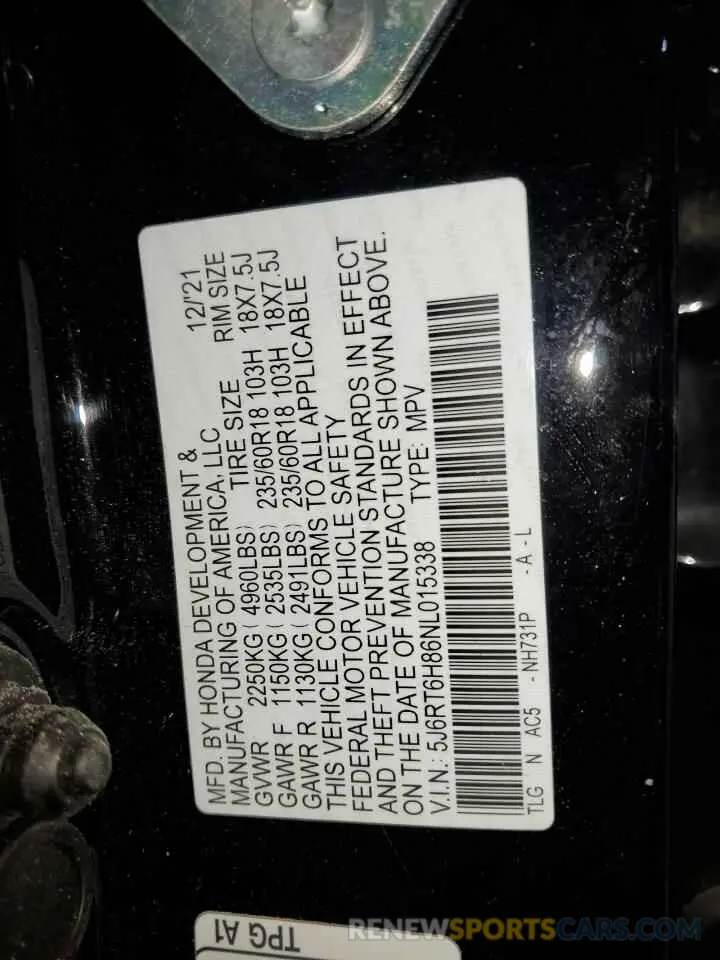 MFD. BY HONDA DEVELOPMENT &
MANUFACTURING OF AMERICA, LLC 12/'21
TIRE SIZE RIM SIZE
GVWR 2250KG ( 4960LBS)
GAWR F 1150KG ( 2535LBS) 235/60R18 103H 18X7.5J
GAWR R 1130KG ( 2491LBS) 235/60R18 103H 18X7.5J
THIS VEHICLE CONFORMS TO ALL APPLICABLE
FEDERAL MOTOR VEHICLE SAFETY
AND THEFT PREVENTION STANDARDS IN EFFECT
ON THE DATE OF MANUFACTURE SHOWN ABOVE.
V.I.N.: 5J6RT6H86NL015338 TYPE: MPV
TLG N AC5 - NH731P - A - L
TPG A1
RENEWSPORTSCARS.COM